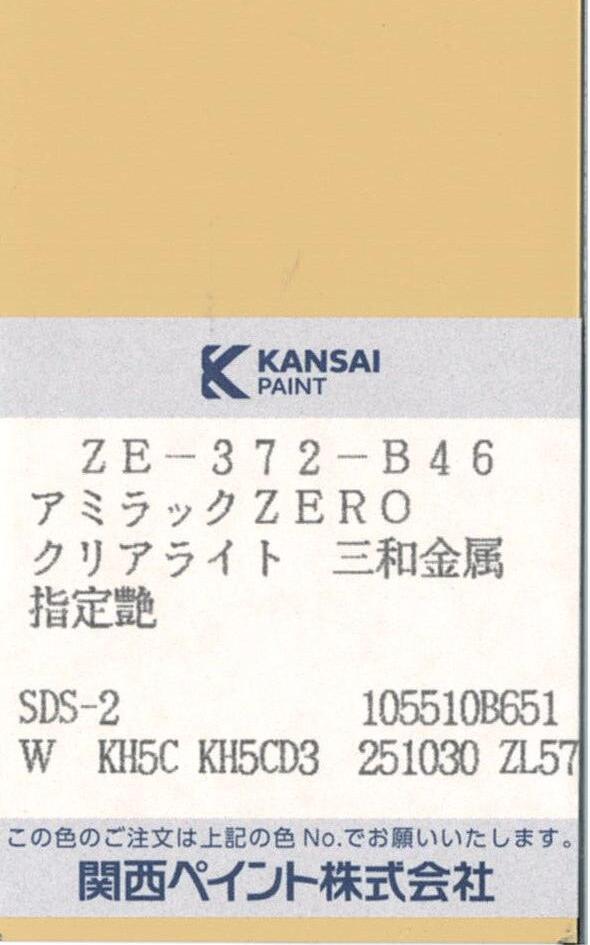 KANSAI
PAINT
ZE-372-B46
アミラックZERO
クリアライト 三和金属
指定艶
SDS-2 105510B651
W KH5C KH5CD3 251030 ZL57
この色のご注文は上記の色No.でお願いいたします。
関西ペイント株式会社